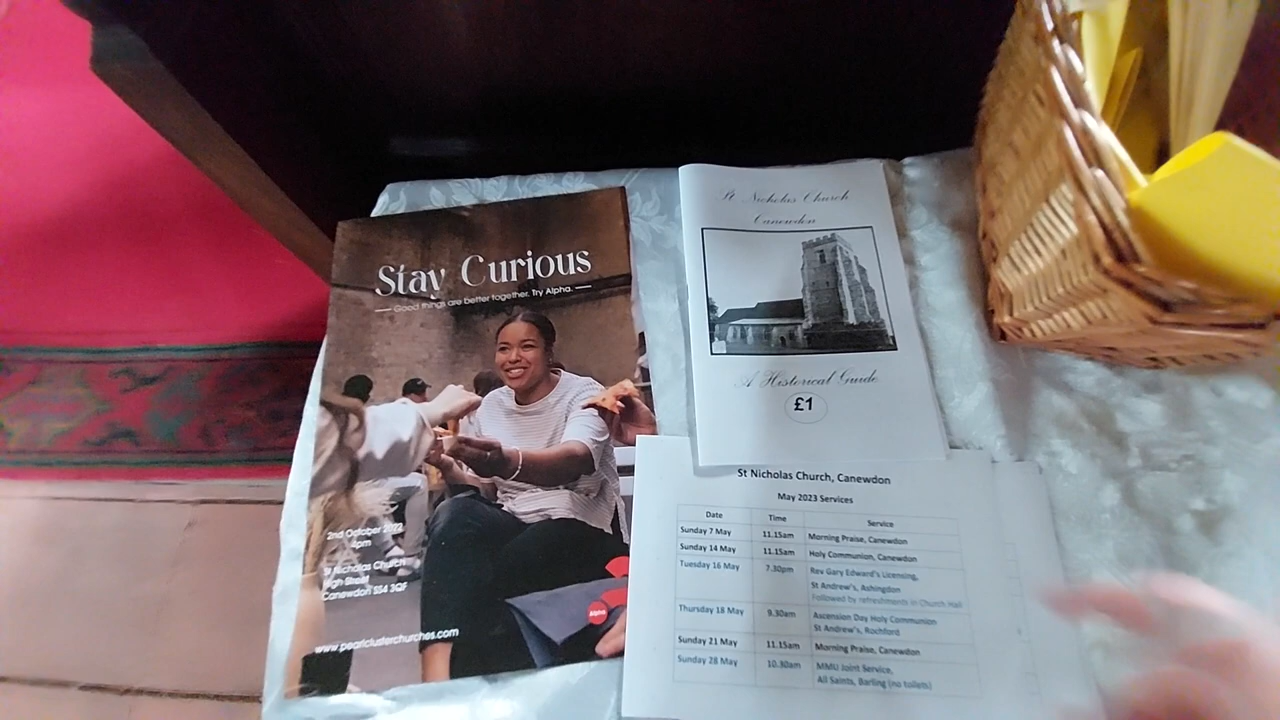 Stay Curious
Good things are better together. Try Alpha.
2nd October 2022
4pm
St Nicholas Church
High Street
Canewdon SS4 3QF
www.pearlclusterchurches.com
Alpha
St Nicholas Church
Canewdon
A Historical Guide
£1
St Nicholas Church, Canewdon
May 2023 Services
Date Time Service
Sunday 7 May 11.15am Morning Praise, Canewdon
Sunday 14 May 11.15am Holy Communion, Canewdon
Tuesday 16 May 7.30pm Rev Gary Edward's Licensing,
St Andrew's, Ashingdon
Followed by refreshments in Church Hall
Thursday 18 May 9.30am Ascension Day Holy Communion
St Andrew's, Rochford
Sunday 21 May 11.15am Morning Praise, Canewdon
Sunday 28 May 10.30am MMU Joint Service,
All Saints, Barling (no toilets)